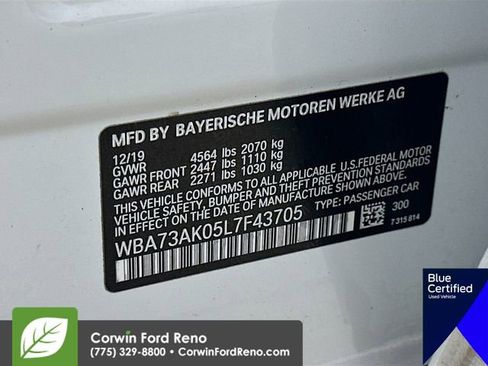 MFD BY BAYERISCHE MOTOREN WERKE AG
12/19 4564 lbs 2070 kg
GVWR
GAWR FRONT 2447 lbs 1110 kg
GAWR REAR 2271 lbs 1030 kg
THIS VEHICLE CONFORMS TO ALL APPLICABLE U.S.FEDERAL MOTOR
VEHICLE SAFETY, BUMPER AND THEFT PREVENTION STANDARDS IN
EFFECT ON THE DATE OF MANUFACTURE SHOWN ABOVE.
WBA73AK05L7F43705 TYPE: PASSENGER CAR
300
7 315 814
Blue
Certified
Used Vehicle
Corwin Ford Reno
(775) 329-8800 • CorwinFordReno.com